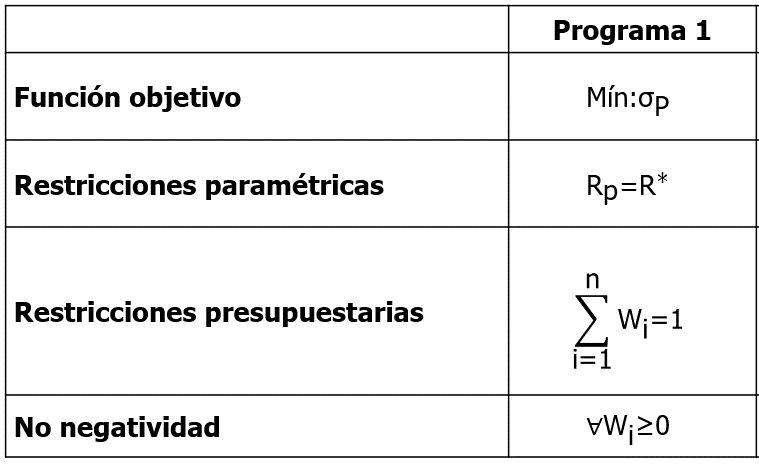 Programa 1
Función objetivo
Mín:σP
Restricciones paramétricas
Rp=R*
Restricciones presupuestarias
n
∑ Wi=1
i=1
No negatividad
∀Wi≥0